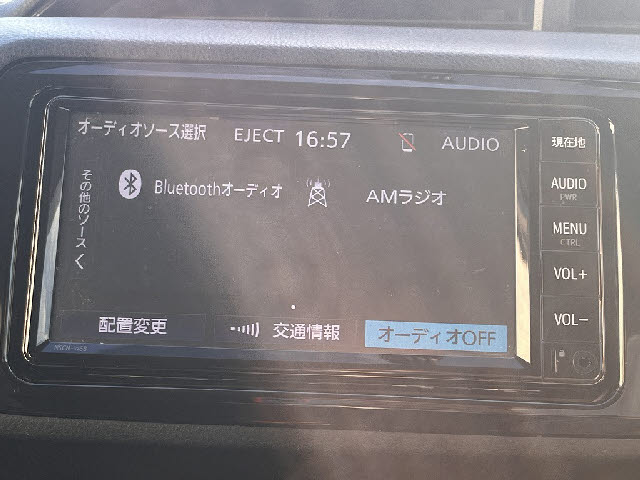 オーディオソース選択 EJECT 16:57 AUDIO
その他のソース
Bluetoothオーディオ AMラジオ
配置変更 交通情報 オーディオOFF
現在地
AUDIO
PWR
MENU
CTRL
VOL+
VOL−